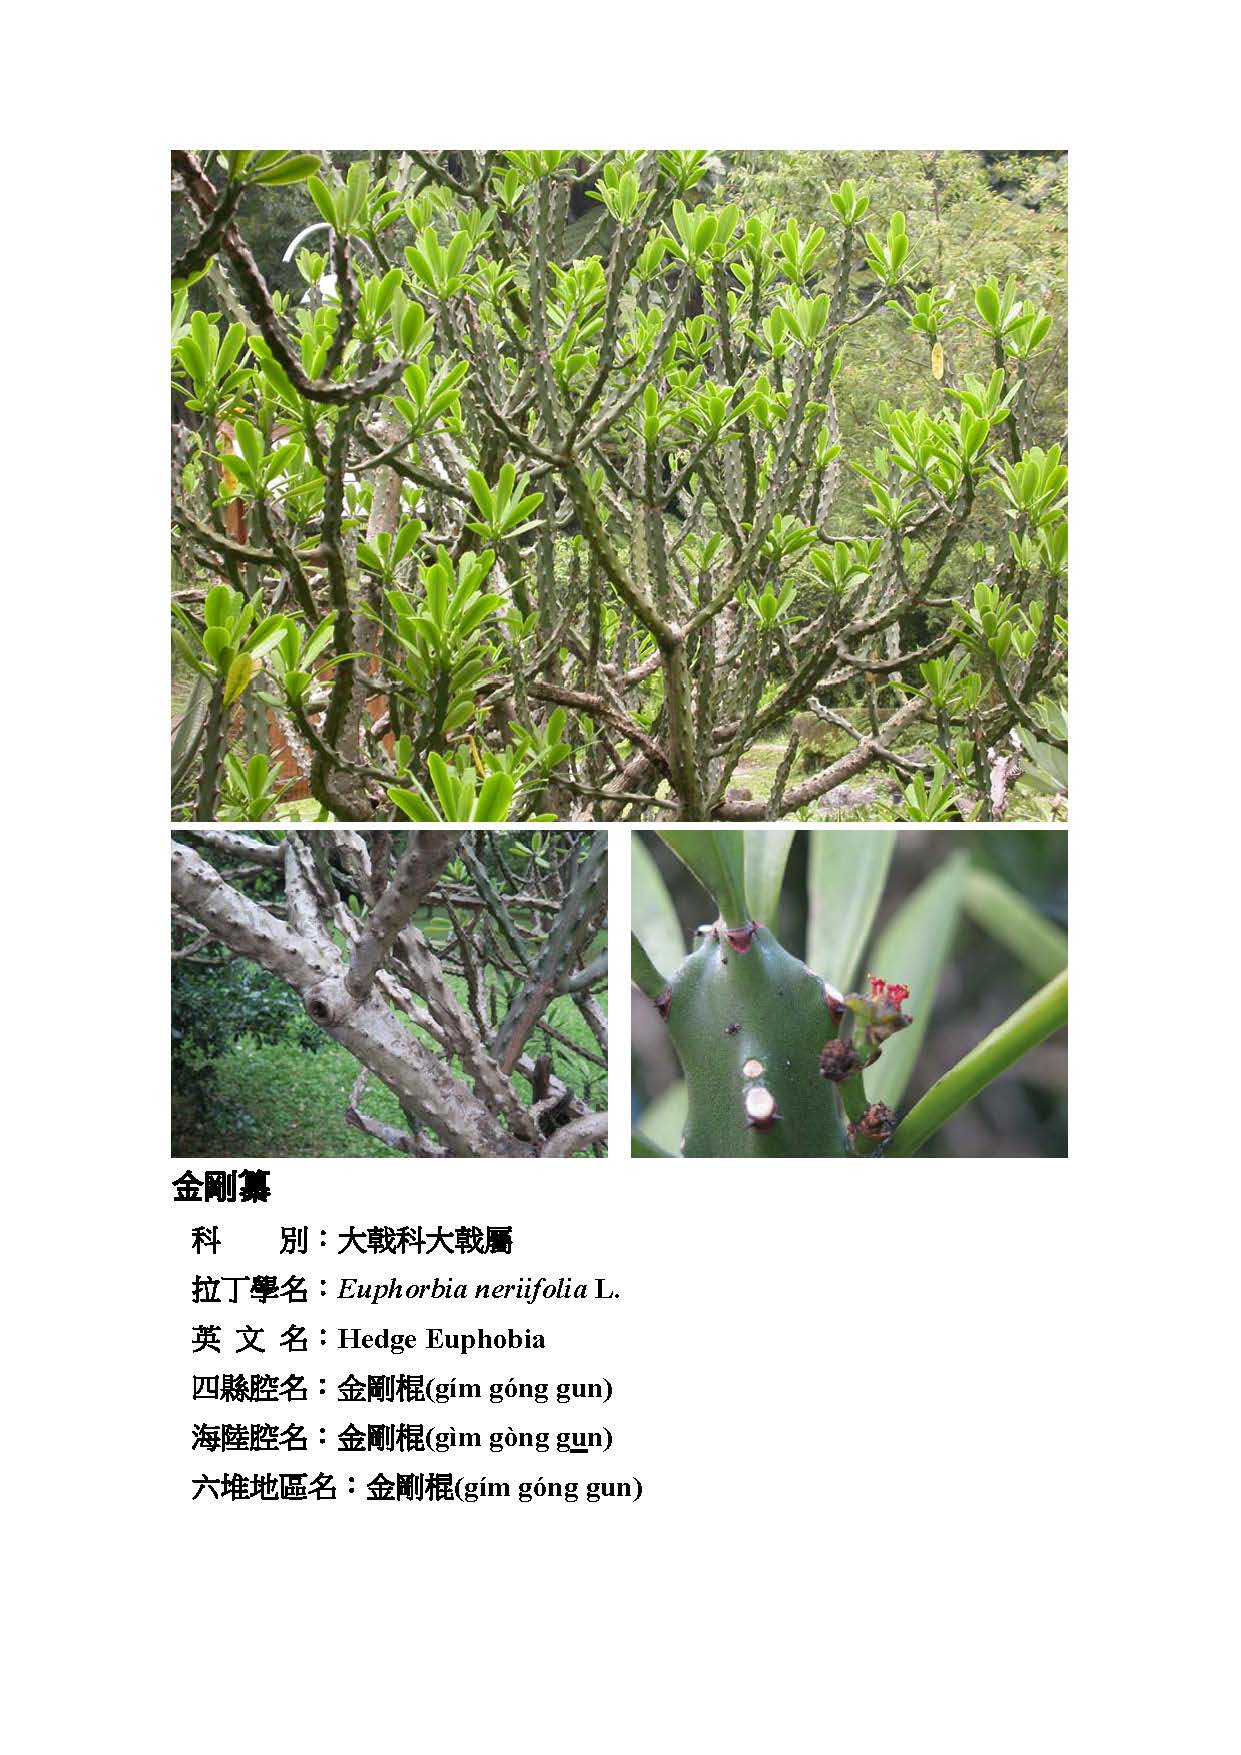 金剛纂
科　　別：大戟科大戟屬
拉丁學名：Euphorbia neriifolia L.
英 文 名：Hedge Euphobia
四縣腔名：金剛棍(gím góng gun)
海陸腔名：金剛棍(gìm gòng gun)
六堆地區名：金剛棍(gím góng gun)